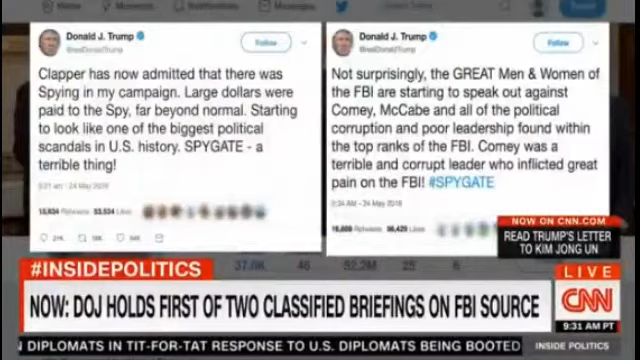 Donald J. Trump
@realDonaldTrump
Follow
Clapper has now admitted that there was
Spying in my campaign. Large dollars were
paid to the Spy, far beyond normal. Starting
to look like one of the biggest political
scandals in U.S. history. SPYGATE - a
terrible thing!
24 May 2018
Donald J. Trump
@realDonaldTrump
Follow
Not surprisingly, the GREAT Men & Women of
the FBI are starting to speak out against
Comey, McCabe and all of the political
corruption and poor leadership found within
the top ranks of the FBI. Comey was a
terrible and corrupt leader who inflicted great
pain on the FBI! #SPYGATE
24 May 2018
NOW ON CNN.COM
READ TRUMP'S LETTER
TO KIM JONG UN
#INSIDEPOLITICS
LIVE
NOW: DOJ HOLDS FIRST OF TWO CLASSIFIED BRIEFINGS ON FBI SOURCE
CNN
9:31 AM PT
DIPLOMATS IN TIT-FOR-TAT RESPONSE TO U.S. DIPLOMATS BEING BOOTED
INSIDE POLITICS